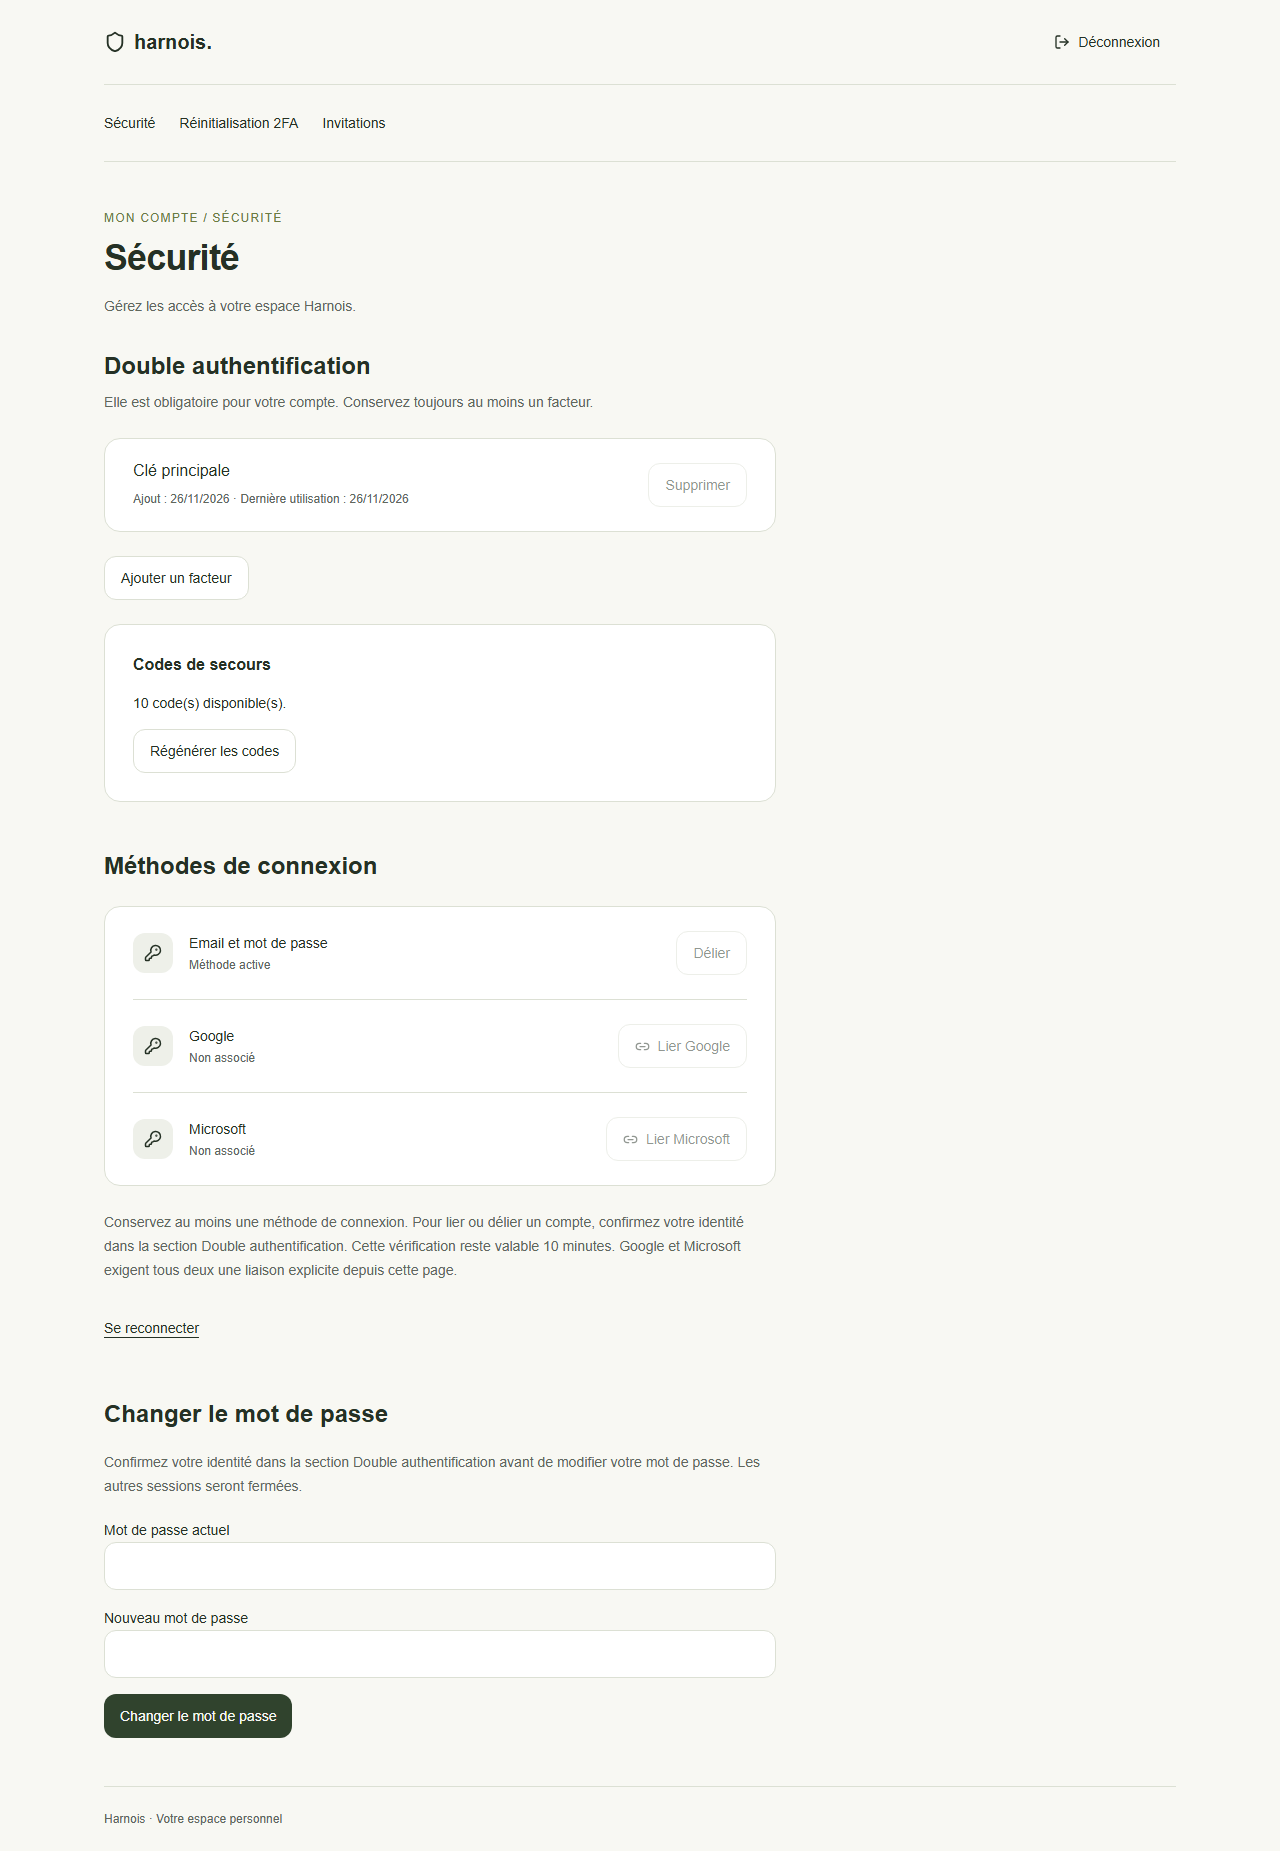 harnois.
Déconnexion
Sécurité
Réinitialisation 2FA
Invitations
MON COMPTE / SÉCURITÉ
Sécurité
Gérez les accès à votre espace Harnois.
Double authentification
Elle est obligatoire pour votre compte. Conservez toujours au moins un facteur.
Clé principale
Ajout : 26/11/2026 · Dernière utilisation : 26/11/2026
Supprimer
Ajouter un facteur
Codes de secours
10 code(s) disponible(s).
Régénérer les codes
Méthodes de connexion
Email et mot de passe
Méthode active
Délier
Google
Non associé
Lier Google
Microsoft
Non associé
Lier Microsoft
Conservez au moins une méthode de connexion. Pour lier ou délier un compte, confirmez votre identité
dans la section Double authentification. Cette vérification reste valable 10 minutes. Google et Microsoft
exigent tous deux une liaison explicite depuis cette page.
Se reconnecter
Changer le mot de passe
Confirmez votre identité dans la section Double authentification avant de modifier votre mot de passe. Les
autres sessions seront fermées.
Mot de passe actuel
Nouveau mot de passe
Changer le mot de passe
Harnois · Votre espace personnel